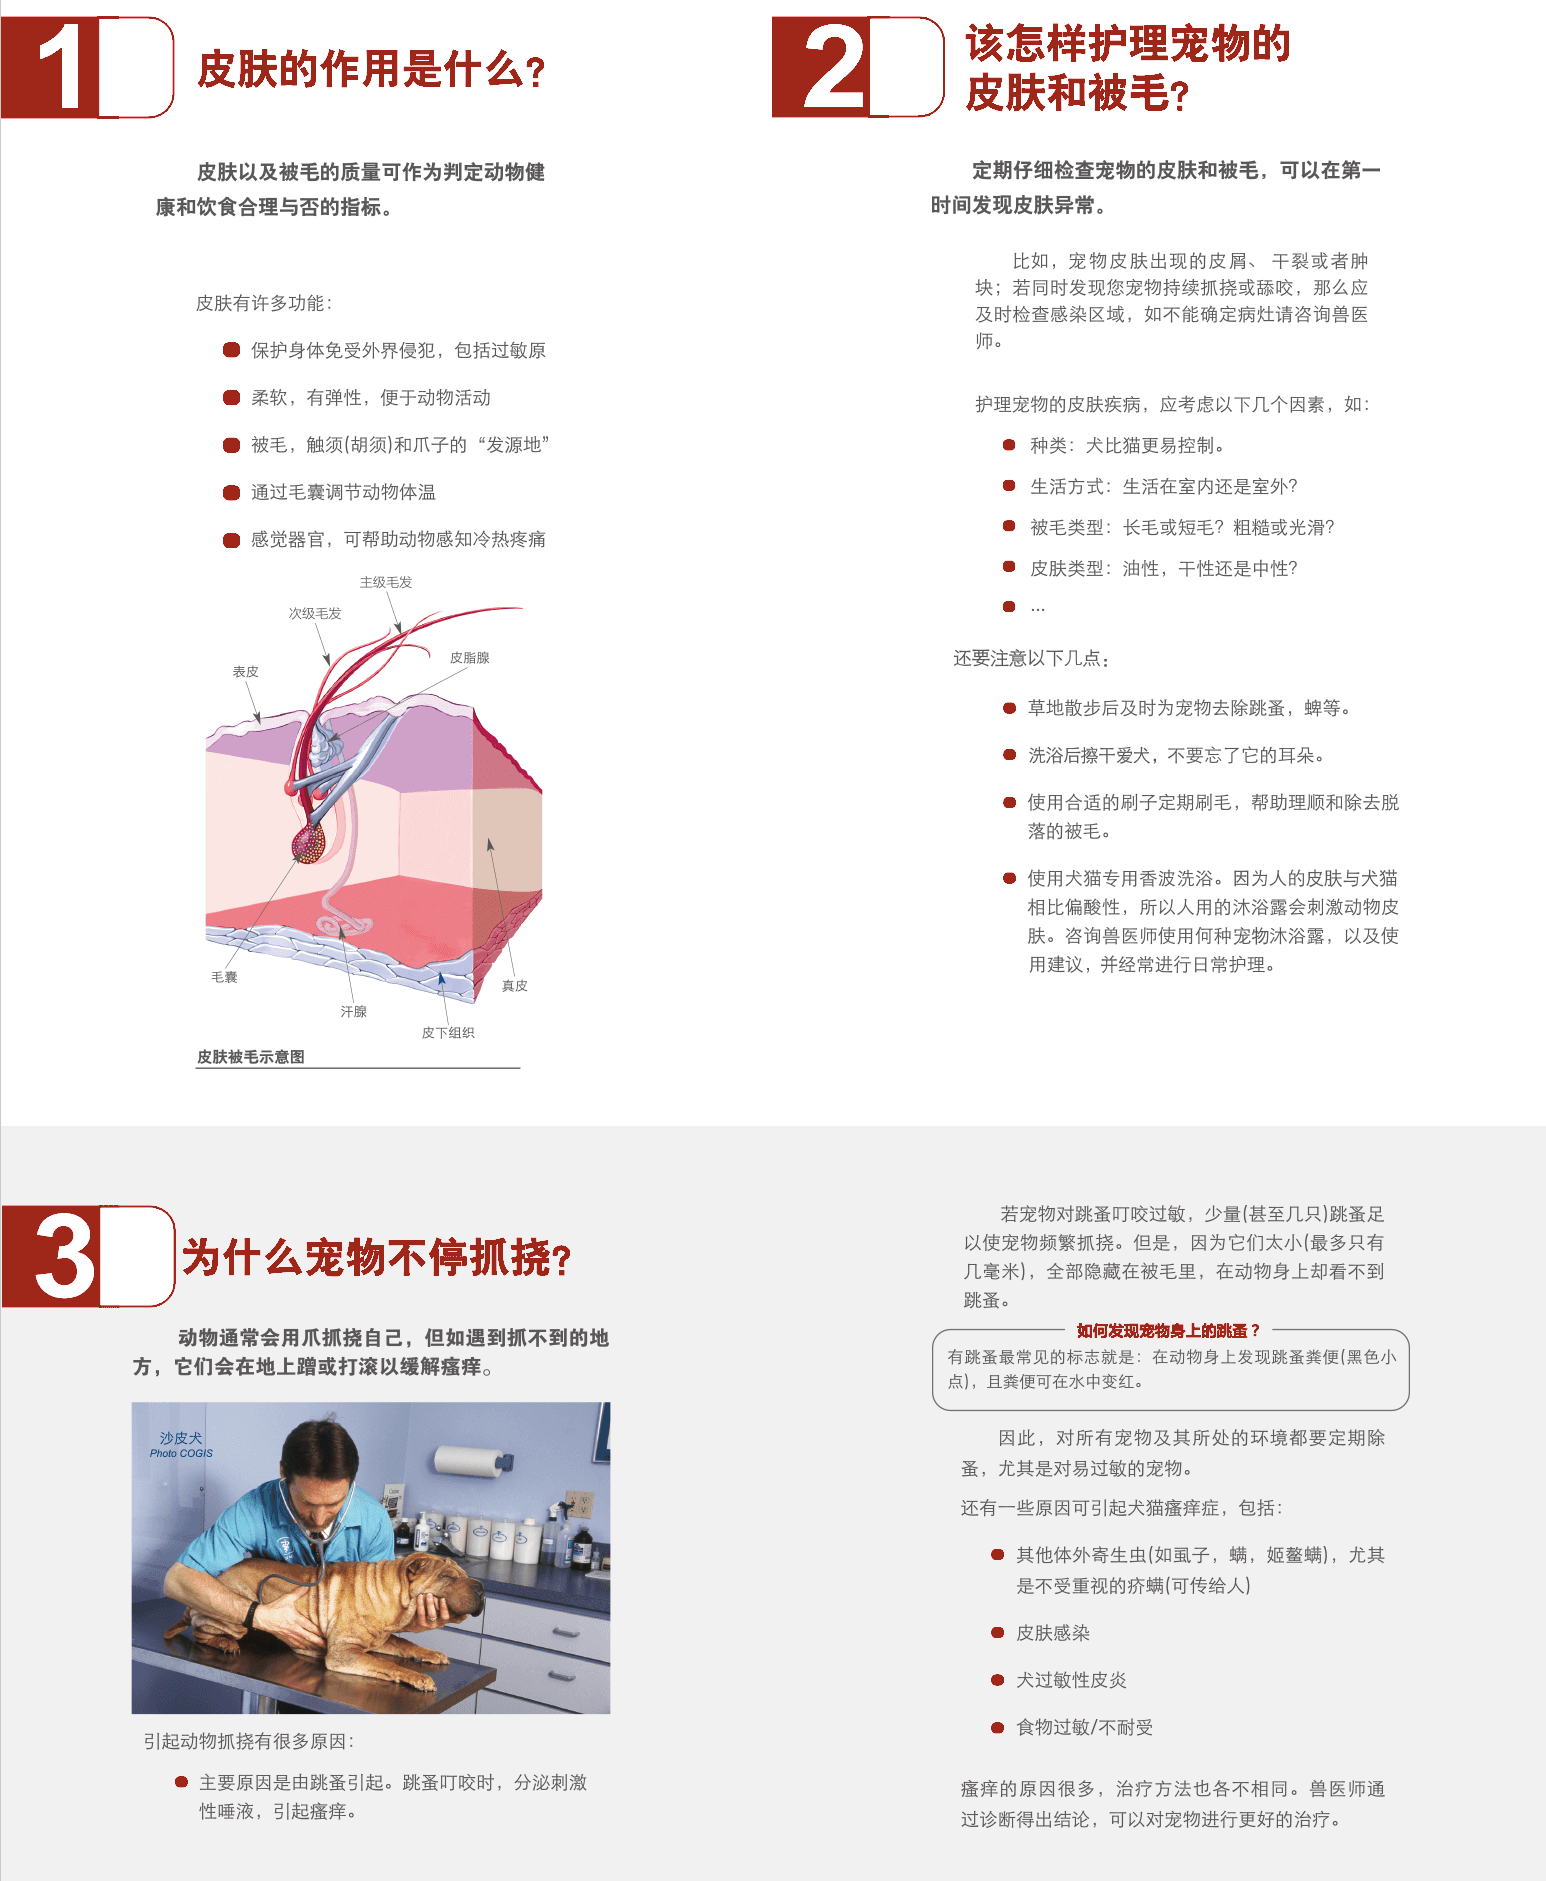 1
皮肤的作用是什么?
皮肤以及被毛的质量可作为判定动物健
康和饮食合理与否的指标。
皮肤有许多功能:
保护身体免受外界侵犯，包括过敏原
柔软，有弹性，便于动物活动
被毛，触须(胡须)和爪子的“发源地”
通过毛囊调节动物体温
感觉器官，可帮助动物感知冷热疼痛
主级毛发
次级毛发
皮脂腺
表皮
毛囊
真皮
汗腺
皮下组织
皮肤被毛示意图
2
该怎样护理宠物的
皮肤和被毛?
定期仔细检查宠物的皮肤和被毛，可以在第一
时间发现皮肤异常。
比如，宠物皮肤出现的皮屑、干裂或者肿
块；若同时发现您宠物持续抓挠或舔咬，那么应
及时检查感染区域，如不能确定病灶请咨询兽医
师。
护理宠物的皮肤疾病，应考虑以下几个因素，如:
种类: 犬比猫更易控制。
生活方式: 生活在室内还是室外?
被毛类型: 长毛或短毛? 粗糙或光滑?
皮肤类型: 油性，干性还是中性?
...
还要注意以下几点:
草地散步后及时为宠物去除跳蚤，蜱等。
洗浴后擦干爱犬，不要忘了它的耳朵。
使用合适的刷子定期刷毛，帮助理顺和除去脱
落的被毛。
使用犬猫专用香波洗浴。因为人的皮肤与犬猫
相比偏酸性，所以人用的沐浴露会刺激动物皮
肤。咨询兽医师使用何种宠物沐浴露，以及使
用建议，并经常进行日常护理。
3
为什么宠物不停抓挠?
动物通常会用爪抓挠自己，但如遇到抓不到的地
方，它们会在地上蹭或打滚以缓解瘙痒。
沙皮犬
Photo COGIS
引起动物抓挠有很多原因:
主要原因是由跳蚤引起。跳蚤叮咬时，分泌刺激
性唾液，引起瘙痒。
若宠物对跳蚤叮咬过敏，少量(甚至几只)跳蚤足
以使宠物频繁抓挠。但是，因为它们太小(最多只有
几毫米)，全部隐藏在被毛里，在动物身上却看不到
跳蚤。
如何发现宠物身上的跳蚤？
有跳蚤最常见的标志就是: 在动物身上发现跳蚤粪便(黑色小
点)，且粪便可在水中变红。
因此，对所有宠物及其所处的环境都要定期除
蚤，尤其是对易过敏的宠物。
还有一些原因可引起犬猫瘙痒症，包括:
其他体外寄生虫(如虱子，螨，姬螯螨)，尤其
是不受重视的疥螨(可传给人)
皮肤感染
犬过敏性皮炎
食物过敏/不耐受
瘙痒的原因很多，治疗方法也各不相同。兽医师通
过诊断得出结论，可以对宠物进行更好的治疗。